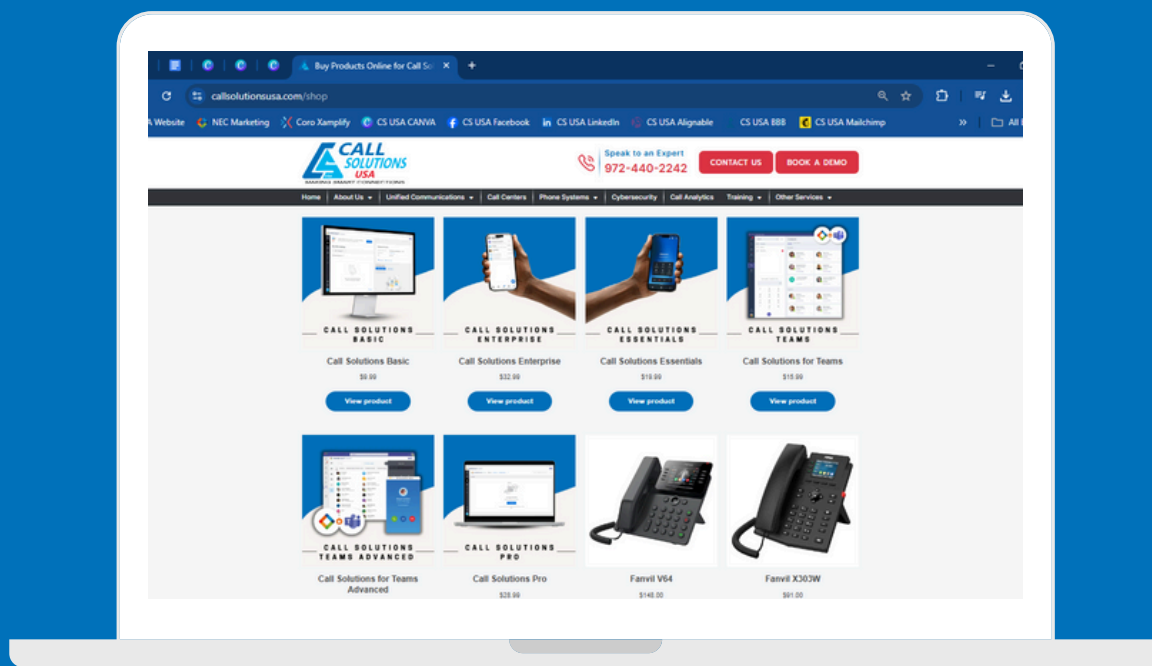 Buy Products Online for Call So
callsolutionsusa.com/shop
A Website NEC Marketing Coro Xamplify CS USA CANVA CS USA Facebook CS USA LinkedIn CS USA Alignable CS USA BBB CS USA Mailchimp » All
CALL SOLUTIONS USA
MAKING SMART CONNECTIONS
Speak to an Expert
972-440-2242
CONTACT US
BOOK A DEMO
Home About Us Unified Communications Call Centers Phone Systems Cybersecurity Call Analytics Training Other Services
CALL SOLUTIONS
BASIC
CALL SOLUTIONS
ENTERPRISE
CALL SOLUTIONS
ESSENTIALS
CALL SOLUTIONS
TEAMS
Call Solutions Basic
Call Solutions Enterprise
Call Solutions Essentials
Call Solutions for Teams
$9.99
$32.99
$19.99
$15.99
View product
View product
View product
View product
CALL SOLUTIONS
TEAMS ADVANCED
CALL SOLUTIONS
PRO
Call Solutions for Teams
Advanced
Call Solutions Pro
Fanvil V64
Fanvil X303W
$28.99
$148.00
$91.00